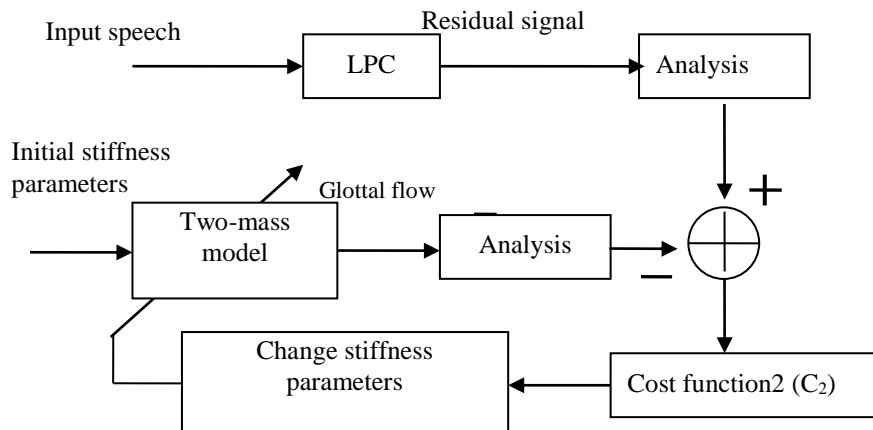 Input speech
Residual signal
LPC
Analysis
Initial stiffness
parameters
Glottal flow
+
Two-mass
model
Analysis
−
Change stiffness
parameters
Cost function2 (C₂)